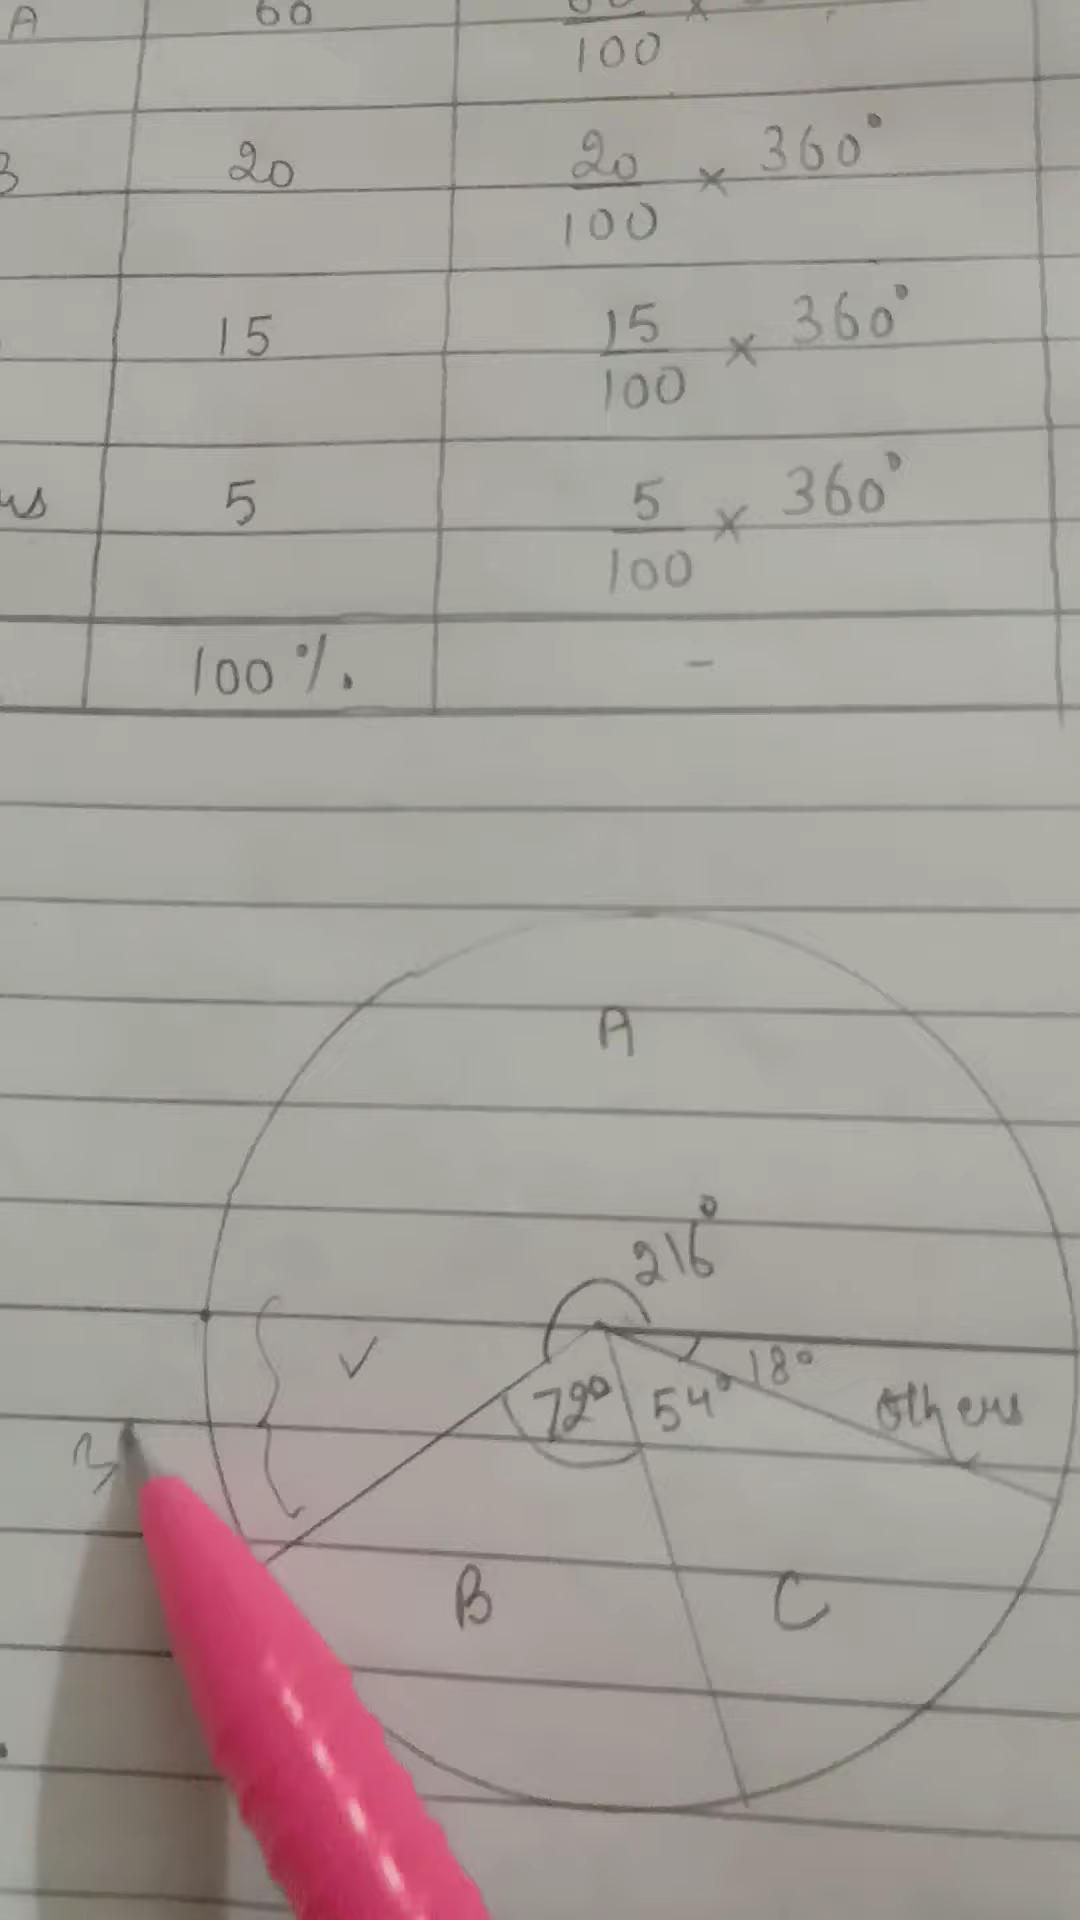 A 60 60/100 ×
B 20 20/100 × 360°
15 15/100 × 360°
5 5/100 × 360°
100 %. -
A
216°
✓ 18°
72° 54° Others
B C